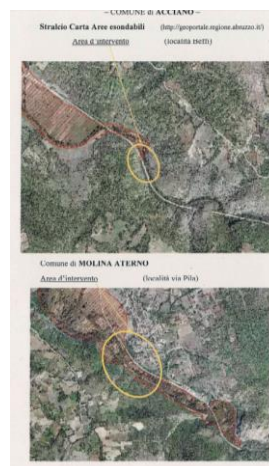 – COMUNE di ACCIANO –
Stralcio Carta Aree esondabili (http://geoportale.regione.abruzzo.it/)
Area d'intervento (località Beffi)
Comune di MOLINA ATERNO
Area d'intervento (località via Pila)